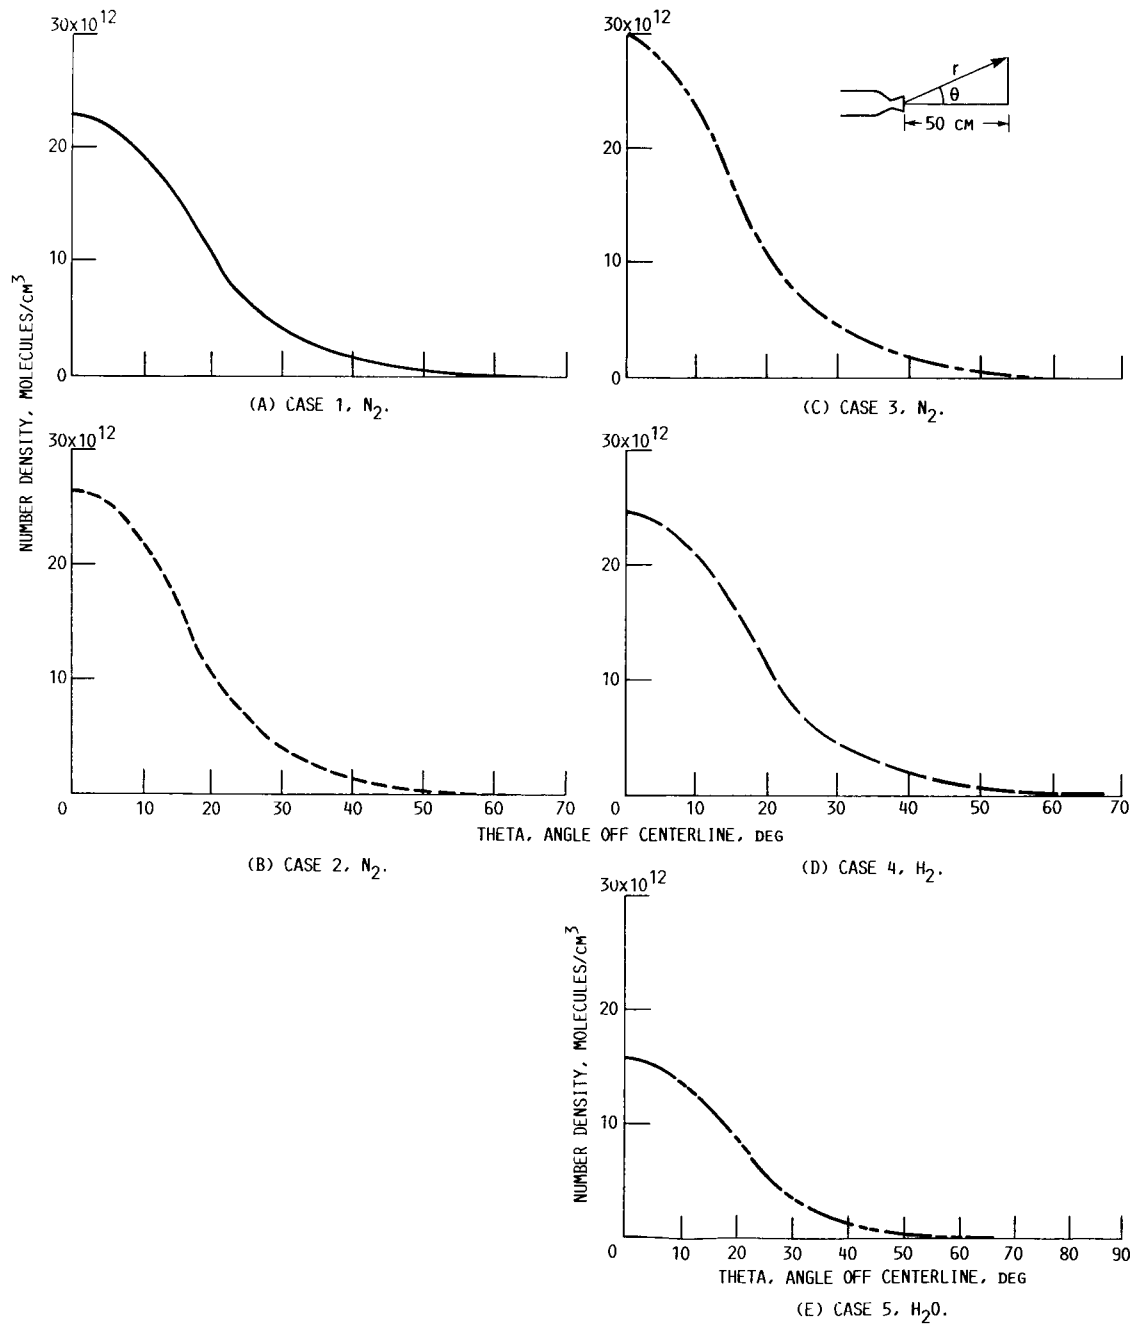 30x10^12
20
10
0
(A) CASE 1, N2.
30x10^12
20
10
0
r
θ
50 CM
(C) CASE 3, N2.
NUMBER DENSITY, MOLECULES/CM^3
30x10^12
20
10
0 10 20 30 40 50 60 70
(B) CASE 2, N2.
30x10^12
20
10
0 10 20 30 40 50 60 70
THETA, ANGLE OFF CENTERLINE, DEG
(D) CASE 4, H2.
30x10^12
20
10
0 10 20 30 40 50 60 70 80 90
NUMBER DENSITY, MOLECULES/CM^3
THETA, ANGLE OFF CENTERLINE, DEG
(E) CASE 5, H2O.